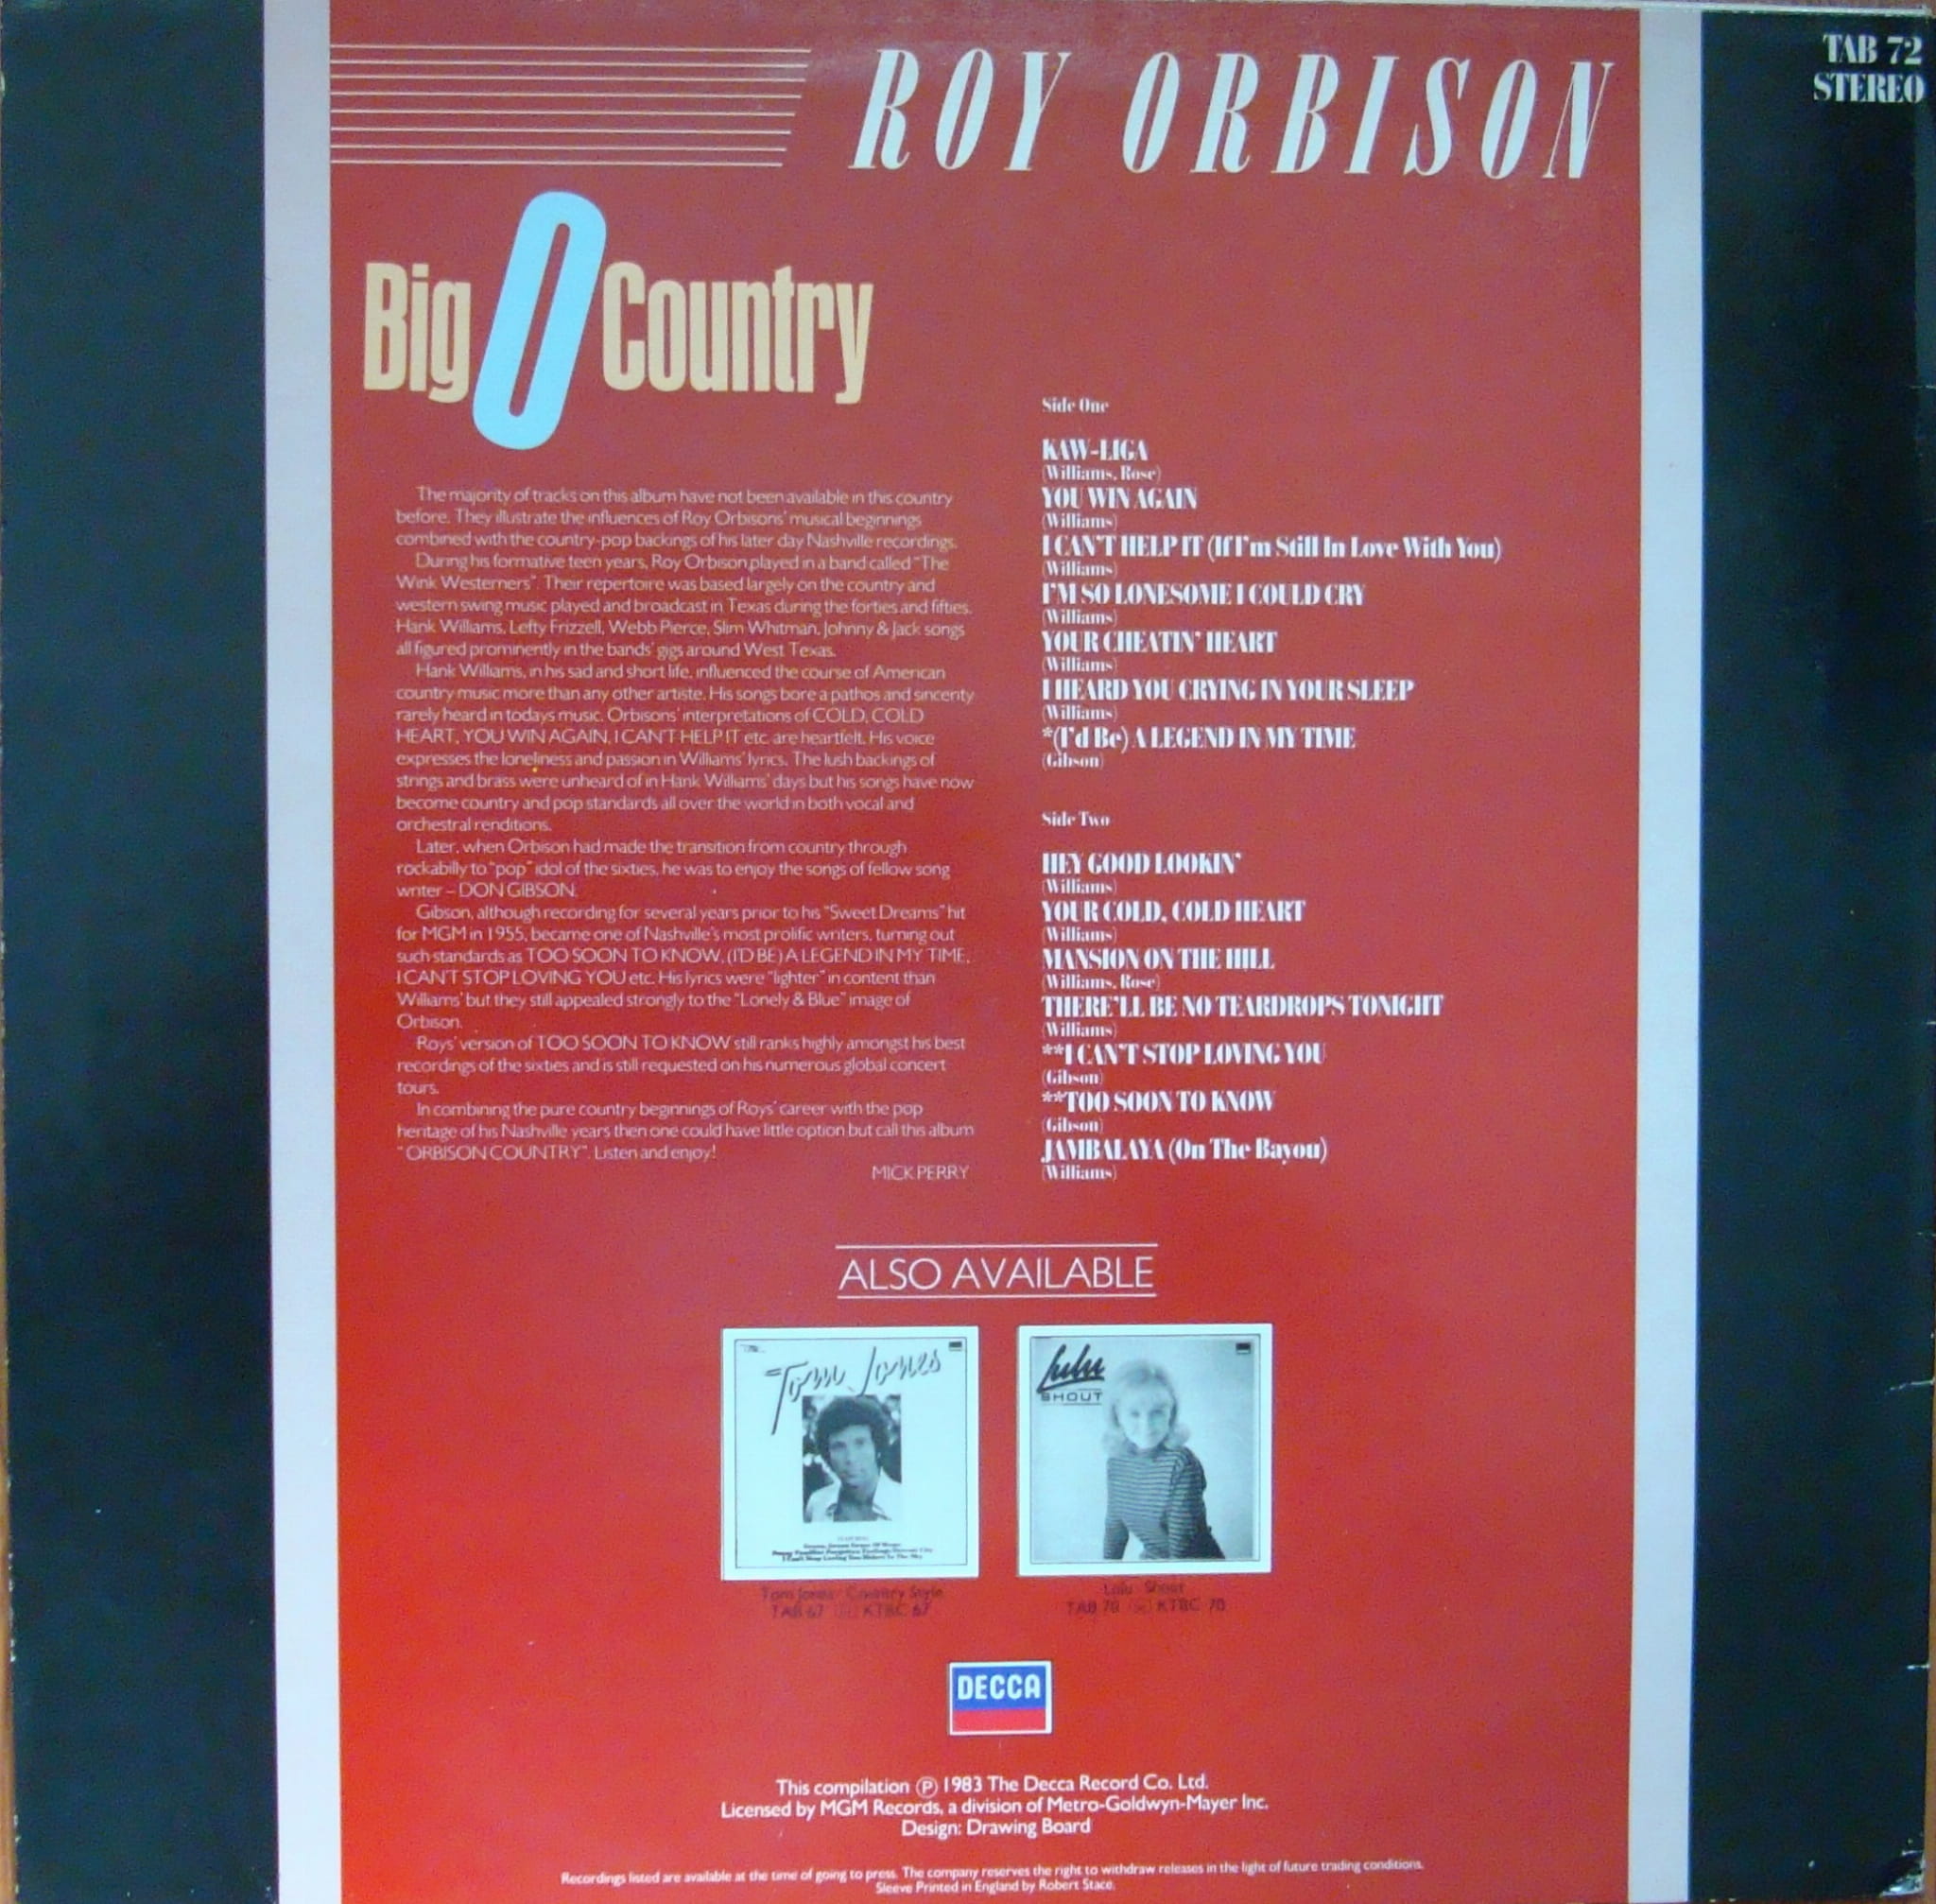 TAB 72
STEREO
ROY ORBISON
Big O Country
The majority of tracks on this album have not been available in this country
before. They illustrate the influences of Roy Orbisons' musical beginnings
combined with the country-pop backings of his later day Nashville recordings.
During his formative teen years, Roy Orbison played in a band called "The
Wink Westerners". Their repertoire was based largely on the country and
western swing music played and broadcast in Texas during the forties and fifties.
Hank Williams, Lefty Frizzell, Webb Pierce, Slim Whitman, Johnny & Jack songs
all figured prominently in the bands' gigs around West Texas.
Hank Williams, in his sad and short life, influenced the course of American
country music more than any other artiste. His songs bore a pathos and sincerity
rarely heard in todays music. Orbisons' interpretations of COLD, COLD
HEART, YOU WIN AGAIN, I CAN'T HELP IT etc. are heartfelt. His voice
expresses the loneliness and passion in Williams' lyrics. The lush backings of
strings and brass were unheard of in Hank Williams' days but his songs have now
become country and pop standards all over the world in both vocal and
orchestral renditions.
Later, when Orbison had made the transition from country through
rockabilly to "pop" idol of the sixties, he was to enjoy the songs of fellow song
writer – DON GIBSON.
Gibson, although recording for several years prior to his "Sweet Dreams" hit
for MGM in 1955, became one of Nashville's most prolific writers, turning out
such standards as TOO SOON TO KNOW, (I'D BE) A LEGEND IN MY TIME,
I CAN'T STOP LOVING YOU etc. His lyrics were "lighter" in content than
Williams' but they still appealed strongly to the "Lonely & Blue" image of
Orbison.
Roys' version of TOO SOON TO KNOW still ranks highly amongst his best
recordings of the sixties and is still requested on his numerous global concert
tours.
In combining the pure country beginnings of Roys' career with the pop
heritage of his Nashville years then one could have little option but call this album
"ORBISON COUNTRY". Listen and enjoy!
MICK PERRY
Side One
KAW-LIGA
(Williams, Rose)
YOU WIN AGAIN
(Williams)
I CAN'T HELP IT (If I'm Still In Love With You)
(Williams)
I'M SO LONESOME I COULD CRY
(Williams)
YOUR CHEATIN' HEART
(Williams)
I HEARD YOU CRYING IN YOUR SLEEP
(Williams)
*(I'd Be) A LEGEND IN MY TIME
(Gibson)
Side Two
HEY GOOD LOOKIN'
(Williams)
YOUR COLD, COLD HEART
(Williams)
MANSION ON THE HILL
(Williams, Rose)
THERE'LL BE NO TEARDROPS TONIGHT
(Williams)
**I CAN'T STOP LOVING YOU
(Gibson)
**TOO SOON TO KNOW
(Gibson)
JAMBALAYA (On The Bayou)
(Williams)
ALSO AVAILABLE
Tom Jones
Lulu
SHOUT
Tom Jones Country Style
TAB 67 KTBC 67
Lulu Shout
TAB 70 KTBC 70
DECCA
This compilation ℗ 1983 The Decca Record Co. Ltd.
Licensed by MGM Records, a division of Metro-Goldwyn-Mayer Inc.
Design: Drawing Board
Recordings listed are available at the time of going to press. The company reserves the right to withdraw releases in the light of future trading conditions.
Sleeve Printed in England by Robert Stace.